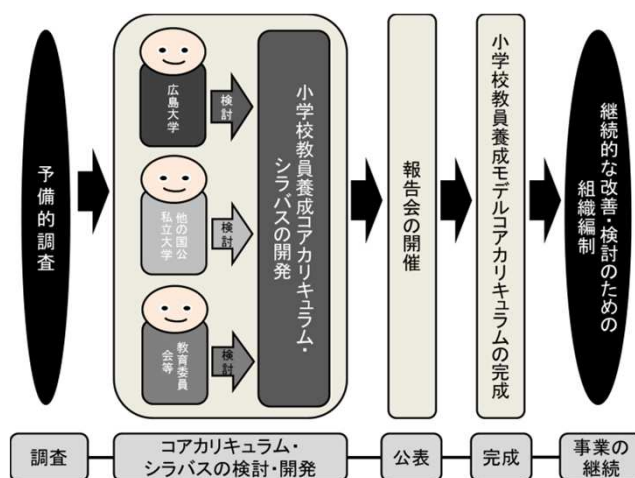 予備的調査
広島大学
検討
他の国公
私立大学
検討
教育委員
会等
検討
小学校教員養成コアカリキュラム・
シラバスの開発
報告会の開催
小学校教員養成モデルコアカリキュラムの完成
継続的な改善・検討のための
組織編制
調査
コアカリキュラム・
シラバスの検討・開発
公表
完成
事業の
継続